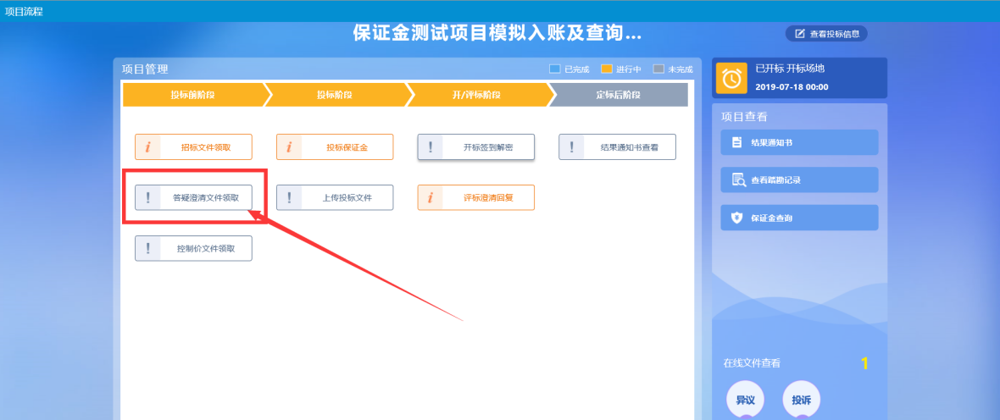 项目流程
保证金测试项目模拟入账及查询...
查看投标信息
项目管理
已完成 进行中 未完成
投标前阶段 投标阶段 开/评标阶段 定标后阶段
招标文件领取 投标保证金 开标签到解密 结果通知书查看
答疑澄清文件领取 上传投标文件 评标澄清回复
控制价文件领取
已开标 开标场地
2019-07-18 00:00
项目查看
结果通知书
查看踏勘记录
保证金查询
在线文件查看 1
异议 投诉